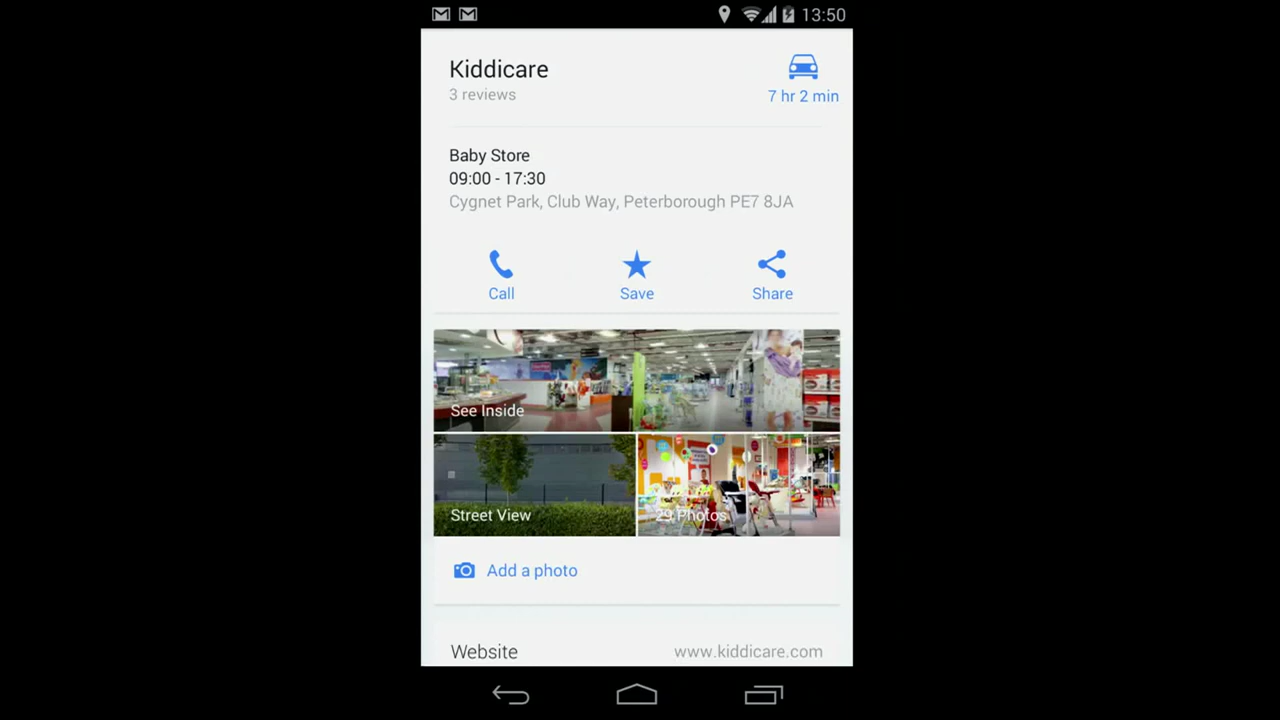 13:50
Kiddicare
3 reviews
7 hr 2 min
Baby Store
09:00 - 17:30
Cygnet Park, Club Way, Peterborough PE7 8JA
Call
Save
Share
See Inside
Street View
29 Photos
Add a photo
Website
www.kiddicare.com